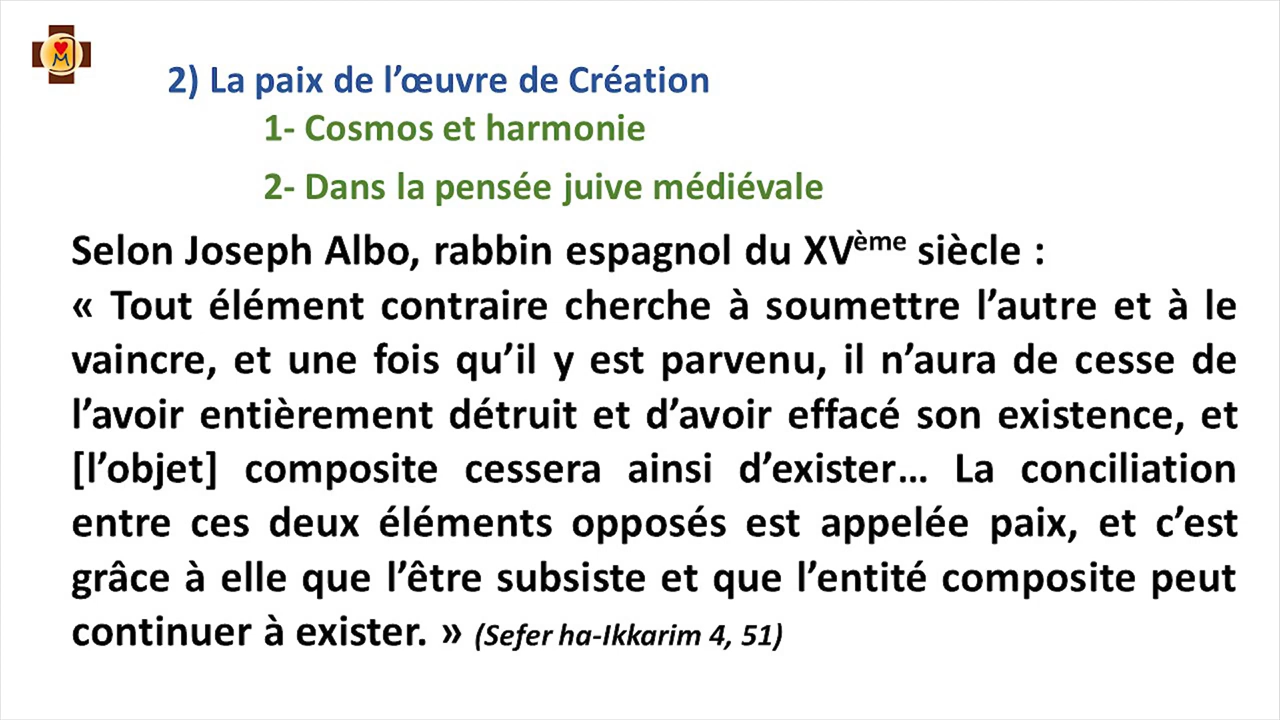 2) La paix de l’œuvre de Création
1- Cosmos et harmonie
2- Dans la pensée juive médiévale
Selon Joseph Albo, rabbin espagnol du XVème siècle :
« Tout élément contraire cherche à soumettre l’autre et à le
vaincre, et une fois qu’il y est parvenu, il n’aura de cesse de
l’avoir entièrement détruit et d’avoir effacé son existence, et
[l’objet] composite cessera ainsi d’exister… La conciliation
entre ces deux éléments opposés est appelée paix, et c’est
grâce à elle que l’être subsiste et que l’entité composite peut
continuer à exister. » (Sefer ha-Ikkarim 4, 51)